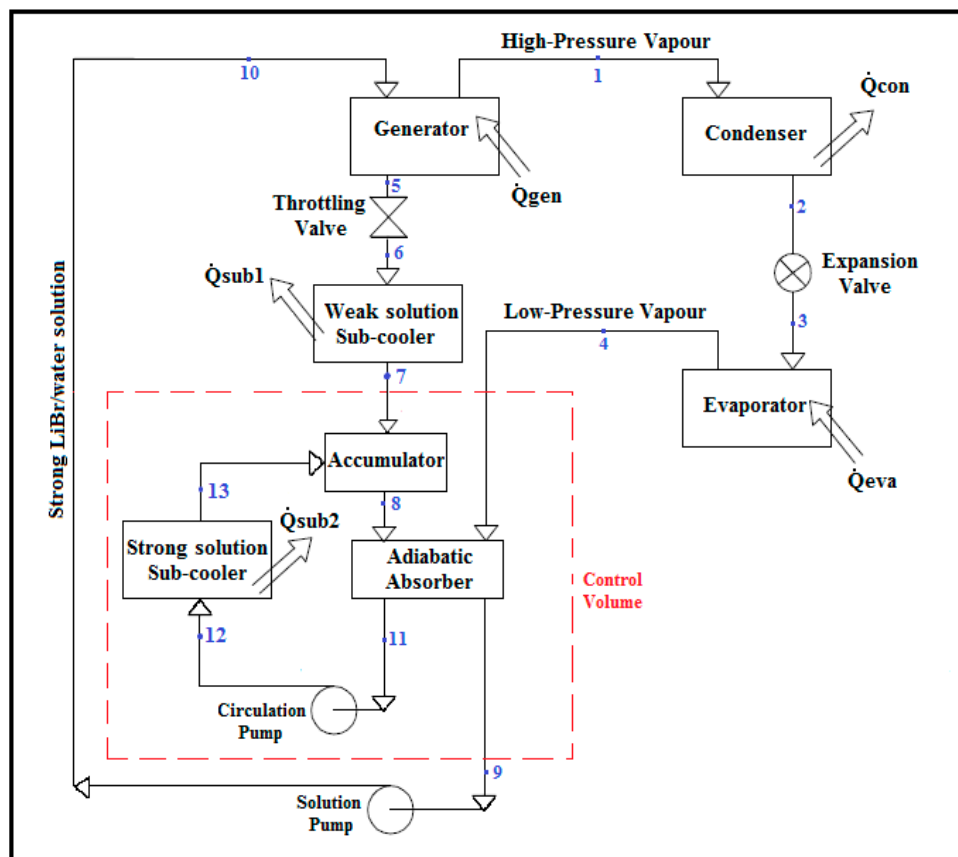 High-Pressure Vapour
10
1
Q̇con
Generator
Condenser
5
Q̇gen
2
Throttling
Valve
6
Q̇sub1
Expansion
Valve
Weak solution
Sub-cooler
Low-Pressure Vapour
4
3
7
Evaporator
Strong LiBr/water solution
Accumulator
Q̇eva
13
8
Q̇sub2
Strong solution
Sub-cooler
Adiabatic
Absorber
Control
Volume
12
11
Circulation
Pump
9
Solution
Pump